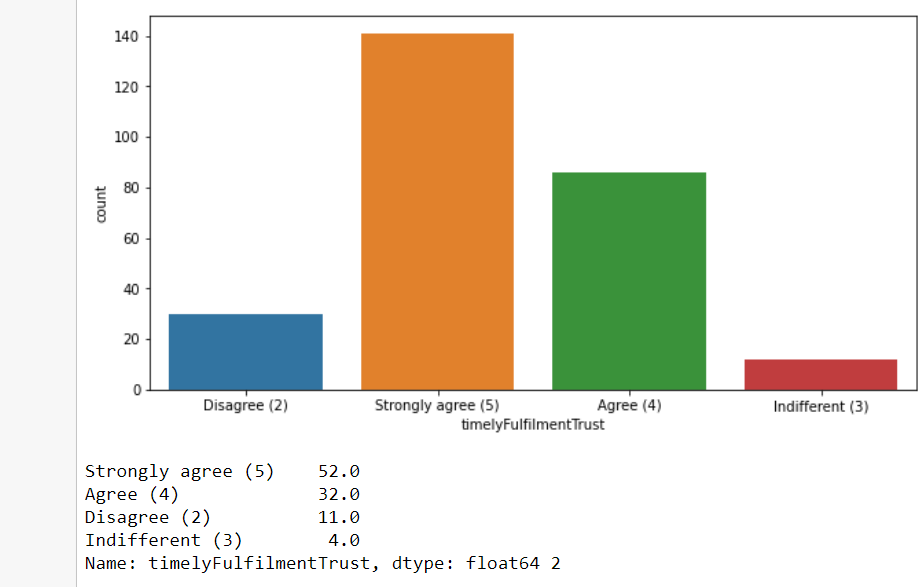 140
120
100
80
60
40
20
0
count
Disagree (2) Strongly agree (5) Agree (4) Indifferent (3)
timelyFulfilmentTrust
Strongly agree (5) 52.0
Agree (4) 32.0
Disagree (2) 11.0
Indifferent (3) 4.0
Name: timelyFulfilmentTrust, dtype: float64 2